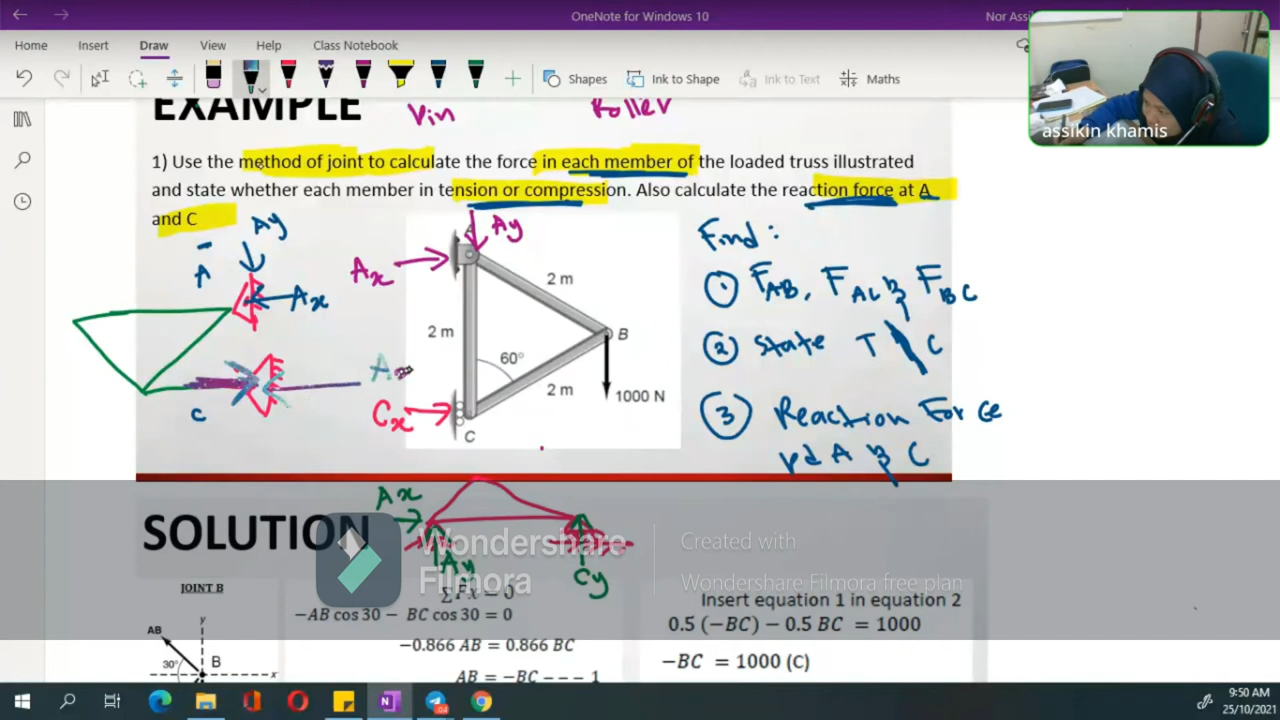 OneNote for Windows 10
Nor Assi
Home Insert Draw View Help Class Notebook
Shapes Ink to Shape Ink to Text Maths
assikin khamis
EXAMPLE
Pin
Roller
1) Use the method of joint to calculate the force in each member of the loaded truss illustrated
and state whether each member in tension or compression. Also calculate the reaction force at A
and C
Ay
A
Ax
C
A
Ay
Ax
2 m
2 m
B
60°
2 m
1000 N
Cx
C
Find:
① FAB, FAC & FBC
② State T \ C
③ Reaction Force
pd A & C
SOLUTION
Ax
Ay
Cy
Wondershare
Filmora
Created with
Wondershare Filmora free plan
JOINT B
y
AB
30°
B
x
ΣFx = 0
−AB cos 30 − BC cos 30 = 0
−0.866 AB = 0.866 BC
AB = −BC − − − 1
Insert equation 1 in equation 2
0.5 (−BC) − 0.5 BC = 1000
−BC = 1000 (C)
9:50 AM
25/10/2021